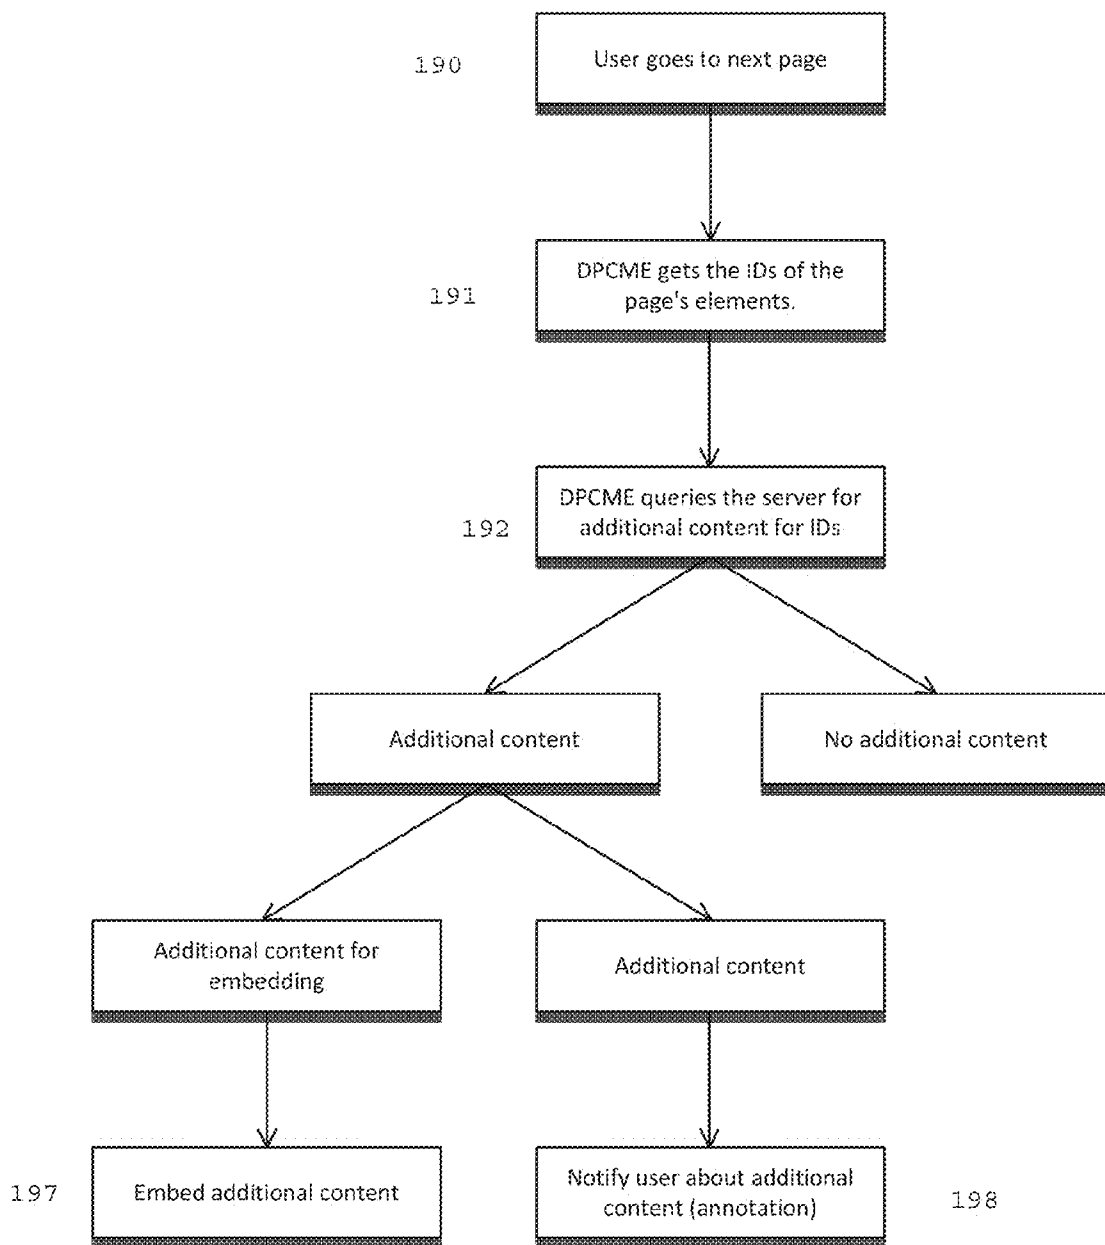 190
User goes to next page
191
DPCME gets the IDs of the
page's elements.
192
DPCME queries the server for
additional content for IDs
Additional content
No additional content
Additional content for
embedding
Additional content
197
Embed additional content
Notify user about additional
content (annotation)
198